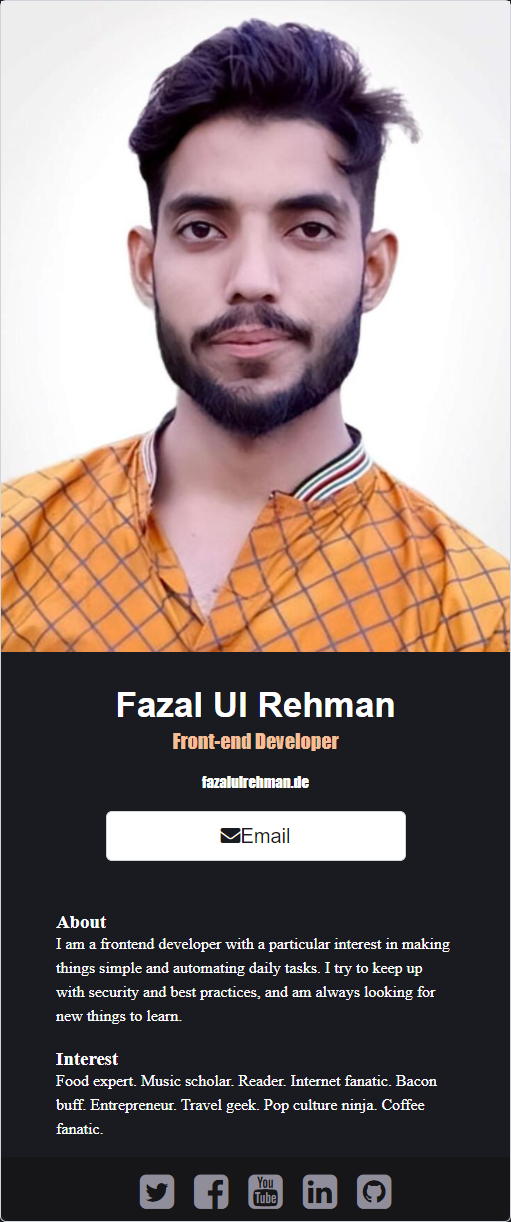 Fazal Ul Rehman
Front-end Developer
fazalulrehman.de
Email
About
I am a frontend developer with a particular interest in making
things simple and automating daily tasks. I try to keep up
with security and best practices, and am always looking for
new things to learn.
Interest
Food expert. Music scholar. Reader. Internet fanatic. Bacon
buff. Entrepreneur. Travel geek. Pop culture ninja. Coffee
fanatic.
You
Tube
in